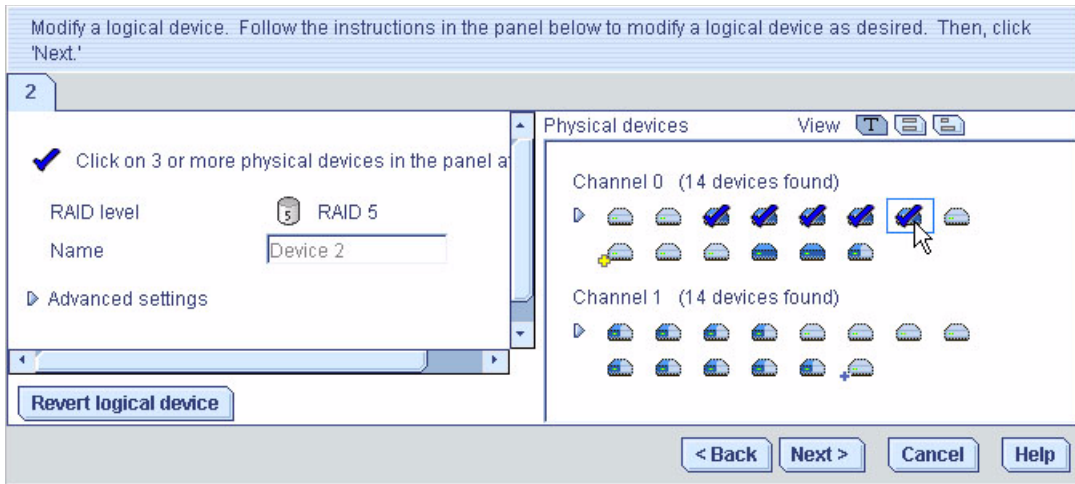 Modify a logical device. Follow the instructions in the panel below to modify a logical device as desired. Then, click
'Next.'
2
Click on 3 or more physical devices in the panel a
RAID level
5
RAID 5
Name
Device 2
Advanced settings
Revert logical device
Physical devices
View
T
Channel 0 (14 devices found)
Channel 1 (14 devices found)
< Back
Next >
Cancel
Help